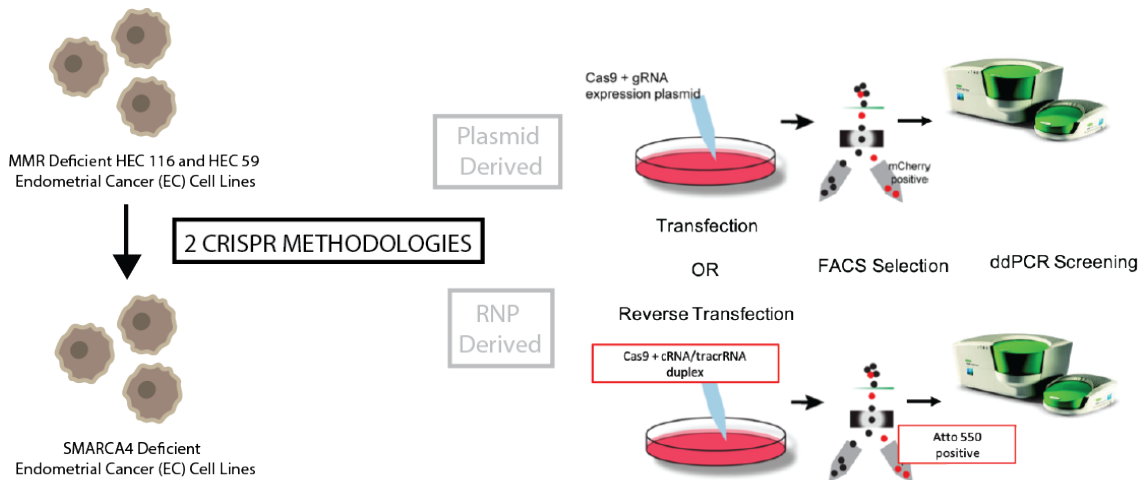 MMR Deficient HEC 116 and HEC 59
Endometrial Cancer (EC) Cell Lines
2 CRISPR METHODOLOGIES
SMARCA4 Deficient
Endometrial Cancer (EC) Cell Lines
Plasmid
Derived
RNP
Derived
Cas9 + gRNA
expression plasmid
mCherry
positive
Transfection
OR
Reverse Transfection
FACS Selection
ddPCR Screening
Cas9 + cRNA/tracrRNA
duplex
Atto 550
positive